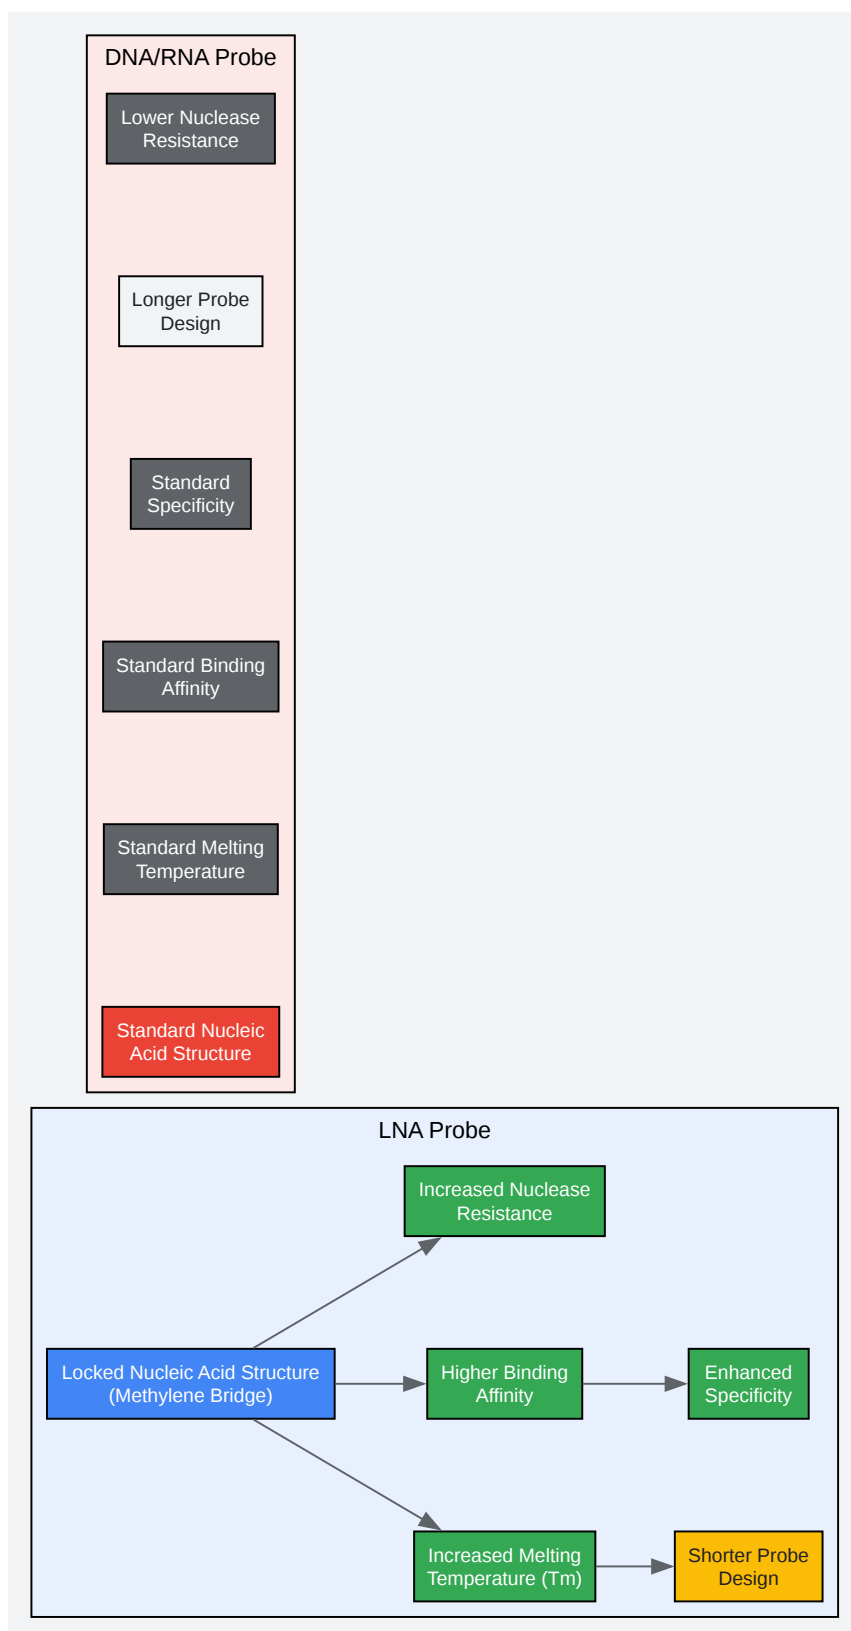 DNA/RNA Probe
Lower Nuclease
Resistance
Longer Probe
Design
Standard
Specificity
Standard Binding
Affinity
Standard Melting
Temperature
Standard Nucleic
Acid Structure
LNA Probe
Increased Nuclease
Resistance
Locked Nucleic Acid Structure
(Methylene Bridge)
Higher Binding
Affinity
Enhanced
Specificity
Increased Melting
Temperature (Tm)
Shorter Probe
Design